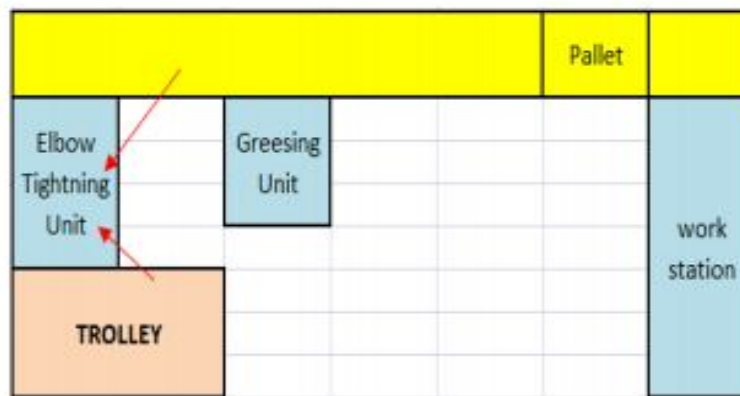 Pallet
Elbow
Tightning
Unit
Greesing
Unit
work
station
TROLLEY